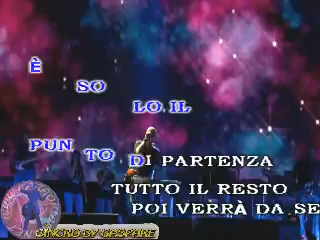 È
SO
LO IL
PUN TO DI PARTENZA
TUTTO IL RESTO
POI VERRÀ DA SE
SINCRO BY GASPARE